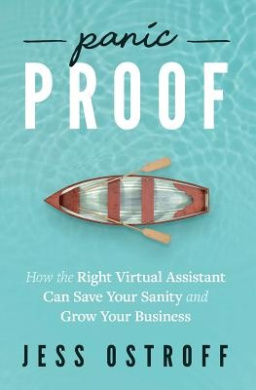 panic
PROOF
How the Right Virtual Assistant
Can Save Your Sanity and
Grow Your Business
JESS OSTROFF